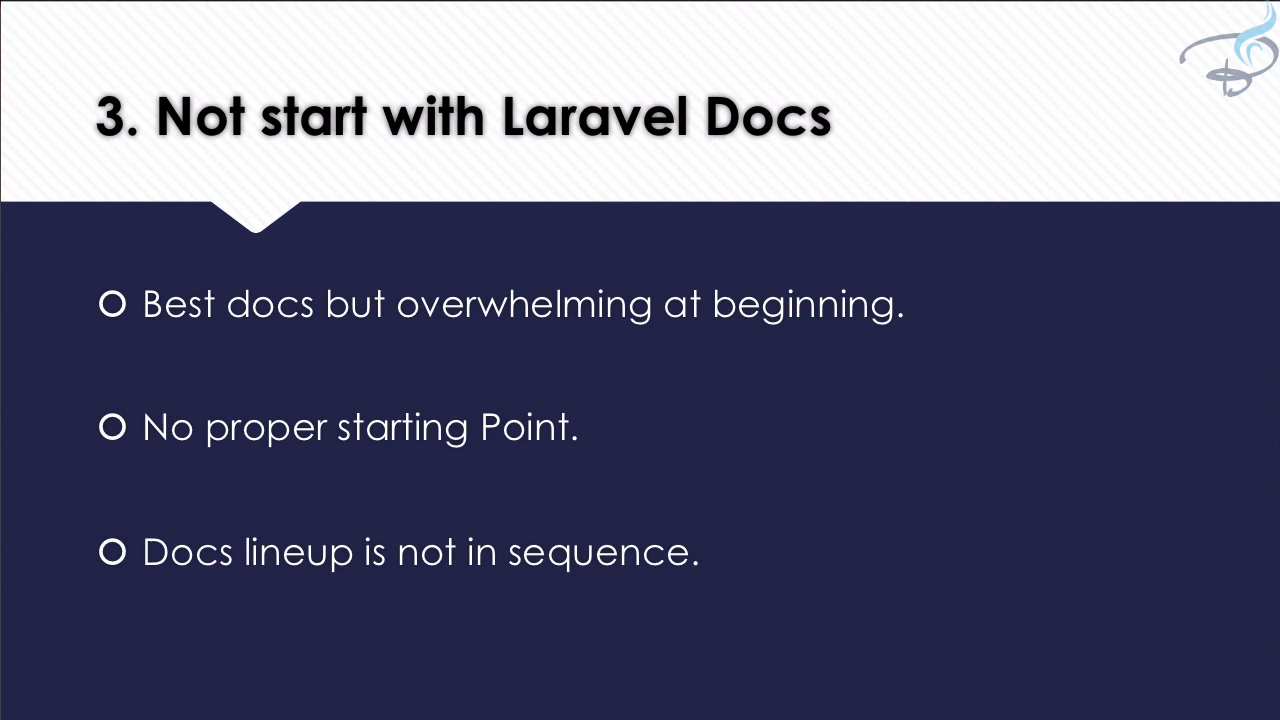 3. Not start with Laravel Docs
Best docs but overwhelming at beginning.
No proper starting Point.
Docs lineup is not in sequence.